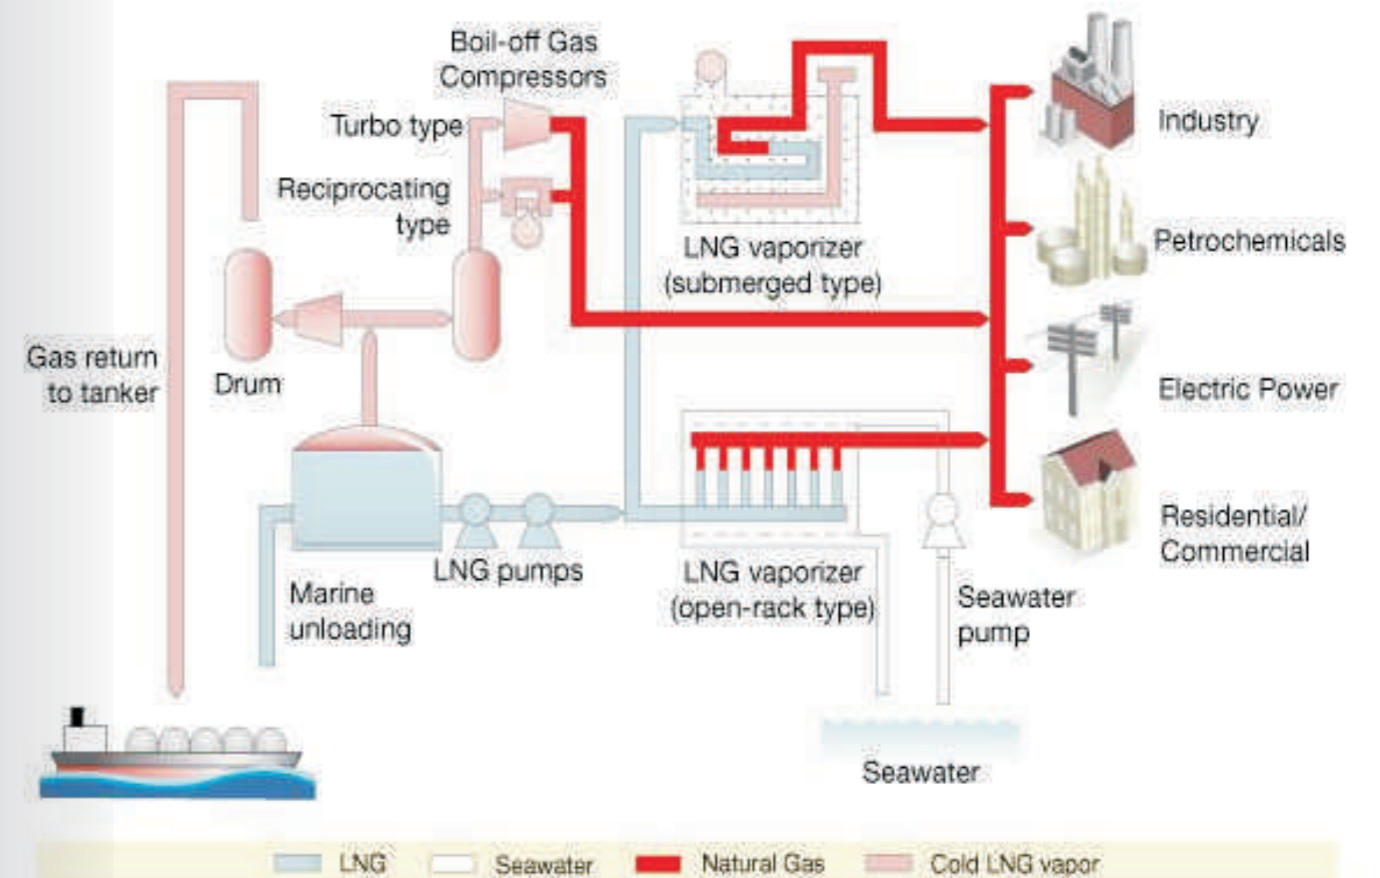 Boil-off Gas
Compressors
Turbo type
Reciprocating
type
Industry
Petrochemicals
LNG vaporizer
(submerged type)
Gas return
to tanker
Drum
Electric Power
LNG pumps
Marine
unloading
LNG vaporizer
(open-rack type)
Seawater
pump
Residential/
Commercial
Seawater
LNG
Seawater
Natural Gas
Cold LNG vapor